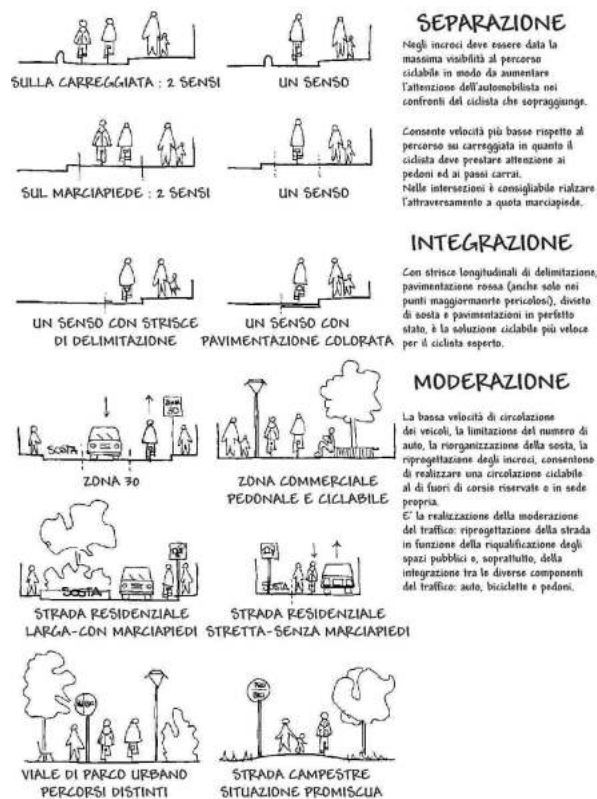 SEPARAZIONE
Negli incroci deve essere data la
massima visibilità al percorso
ciclabile in modo da aumentare
l'attenzione dell'automobilista nei
confronti del ciclista che sopraggiunge.
SULLA CARREGGIATA : 2 SENSI
UN SENSO
Consente velocità più basse rispetto al
percorso su carreggiata in quanto il
ciclista deve prestare attenzione ai
pedoni ed ai passi carrai.
Nelle intersezioni è consigliabile rialzare
l'attraversamento a quota marciapiede.
SUL MARCIAPIEDE : 2 SENSI
UN SENSO
INTEGRAZIONE
Con strisce longitudinali di delimitazione,
pavimentazione rossa (anche solo nei
punti maggiormanrte pericolosi), divieto
di sosta e pavimentazioni in perfetto
stato, è la soluzione ciclabile più veloce
per il ciclista esperto.
UN SENSO CON STRISCE
DI DELIMITAZIONE
UN SENSO CON
PAVIMENTAZIONE COLORATA
MODERAZIONE
La bassa velocità di circolazione
dei veicoli, la limitazione del numero di
auto, la riorganizzazione della sosta, la
riprogettazione degli incroci, consentono
di realizzare una circolazione ciclabile
al di fuori di corsie riservate o in sede
propria.
E' la realizzazione della moderazione
del traffico: riprogettazione della strada
in funzione della riqualificazione degli
spazi pubblici e, soprattutto, della
integrazione tra le diverse componenti
del traffico: auto, biciclette e pedoni.
ZONA
30
SOSTA
ZONA 30
ZONA COMMERCIALE
PEDONALE E CICLABILE
SOSTA
STRADA RESIDENZIALE
LARGA-CON MARCIAPIEDI
SOSTA
STRADA RESIDENZIALE
STRETTA-SENZA MARCIAPIEDI
VIALE DI PARCO URBANO
PERCORSI DISTINTI
STRADA CAMPESTRE
SITUAZIONE PROMISCUA